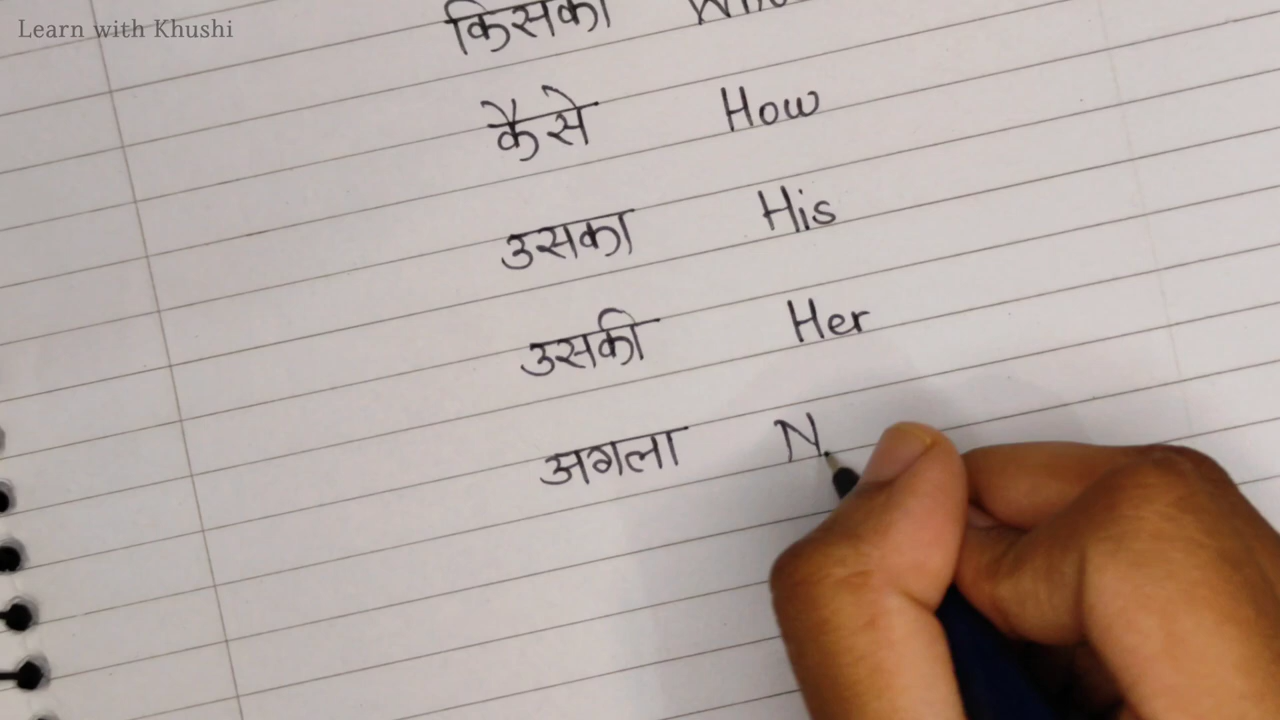 Learn with Khushi
किसका
कैसे How
उसका His
उसकी Her
अगला N